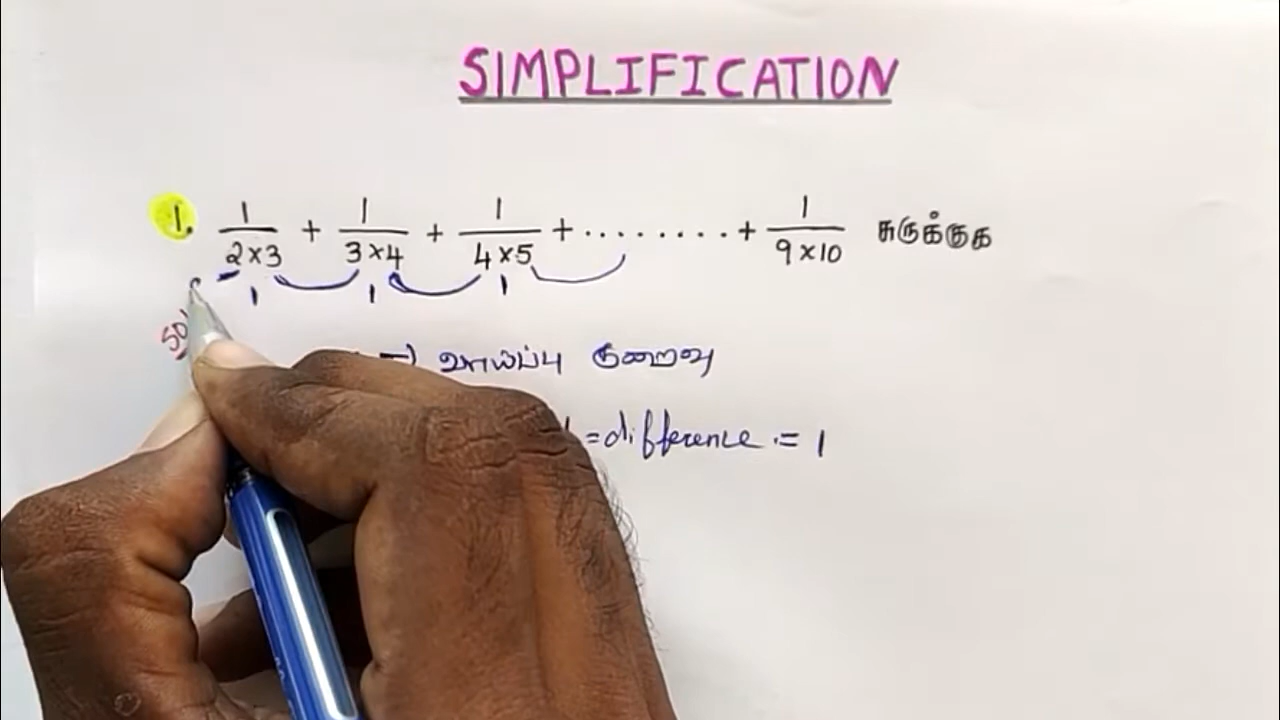 SIMPLIFICATION
1. 1/2×3 + 1/3×4 + 1/4×5 + ........ + 1/9×10 சுருக்குக
1 1 1
வாய்ப்பு குறைவு
=difference = 1